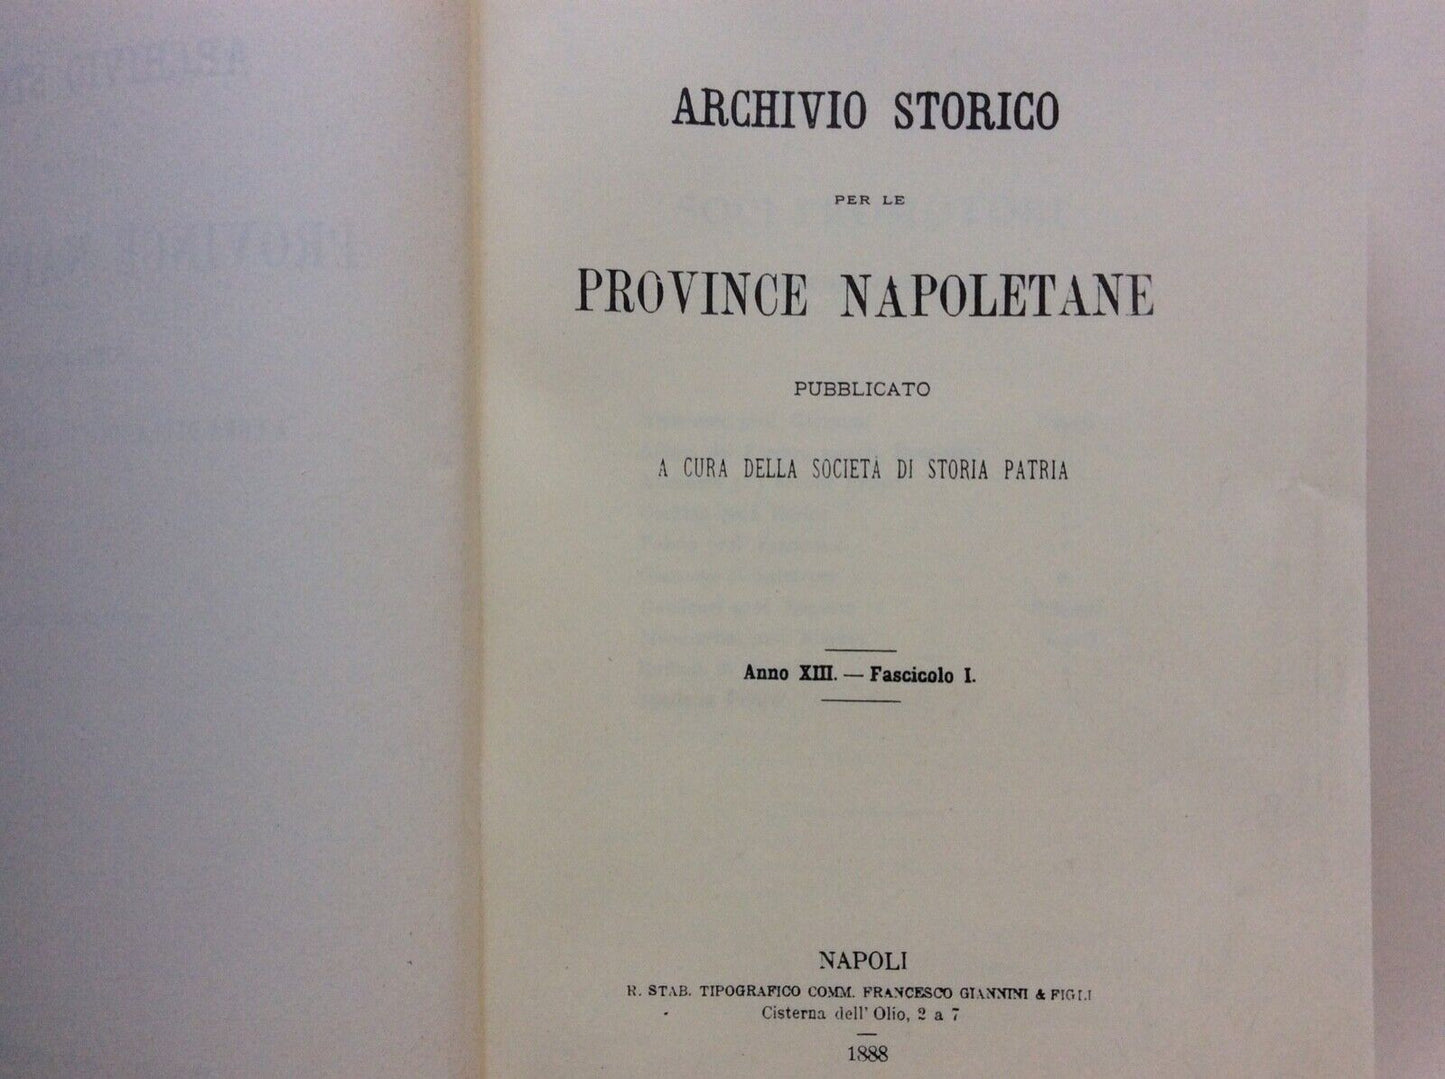 ARCHIVIO STORICO
PER LE
PROVINCE NAPOLETANE
PUBBLICATO
A CURA DELLA SOCIETÀ DI STORIA PATRIA
Anno XIII. — Fascicolo I.
NAPOLI
R. STAB. TIPOGRAFICO COMM. FRANCESCO GIANNINI & FIGLI
Cisterna dell' Olio, 2 a 7
1888